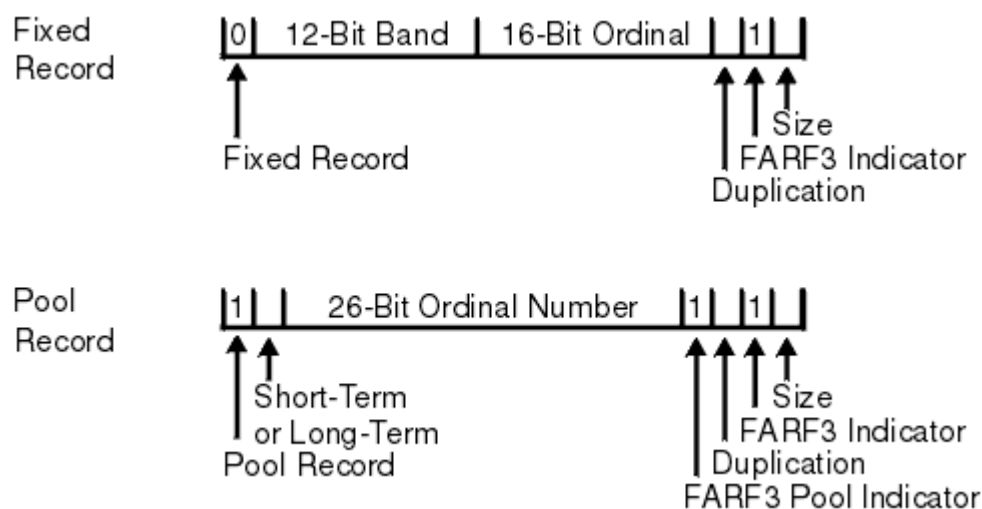 Fixed
Record
0 12-Bit Band 16-Bit Ordinal 1
Size
Fixed Record FARF3 Indicator
Duplication
Pool
Record
1 26-Bit Ordinal Number 1 1
Short-Term Size
or Long-Term FARF3 Indicator
Pool Record Duplication
FARF3 Pool Indicator